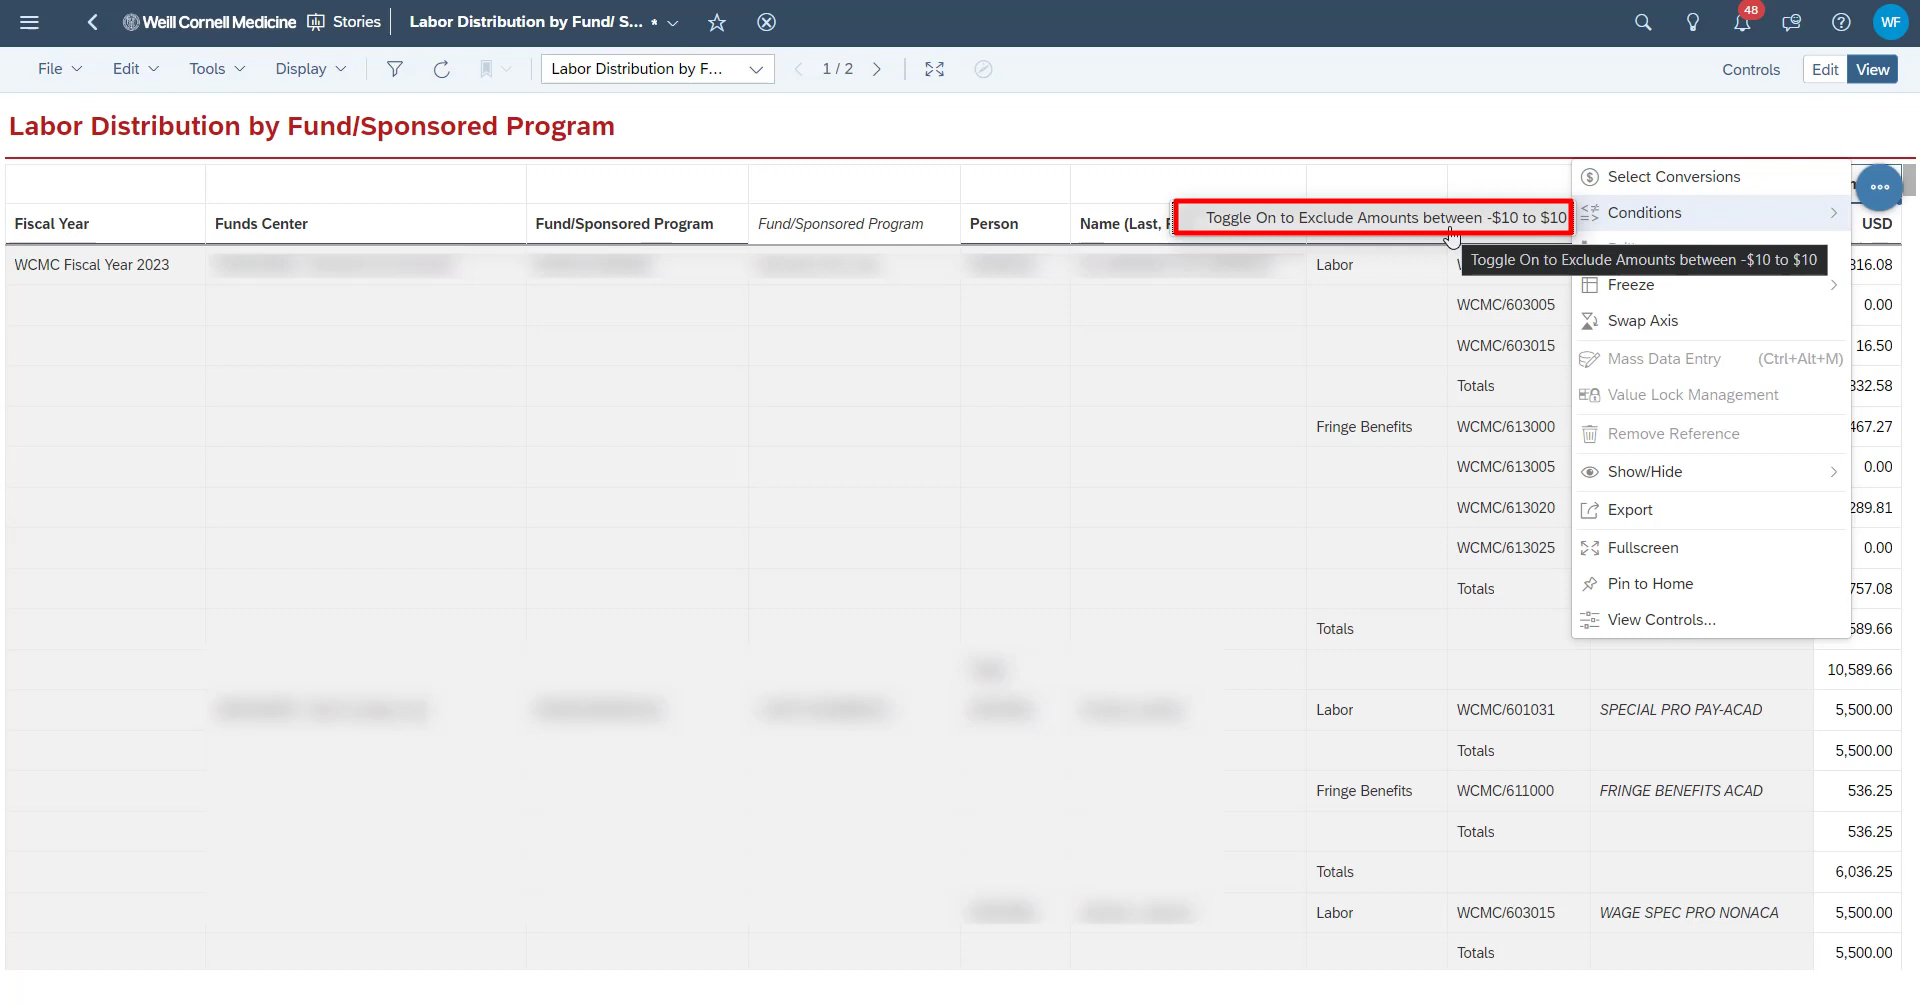 Weill Cornell Medicine Stories Labor Distribution by Fund/ S... * 48 WF
File Edit Tools Display Labor Distribution by F... 1 / 2 Controls Edit View
Labor Distribution by Fund/Sponsored Program
Select Conversions
Toggle On to Exclude Amounts between -$10 to $10 Conditions
Fiscal Year Funds Center Fund/Sponsored Program Fund/Sponsored Program Person Name (Last, USD
Toggle On to Exclude Amounts between -$10 to $10
WCMC Fiscal Year 2023 Labor 816.08
Freeze
WCMC/603005 0.00
Swap Axis
WCMC/603015 16.50
Mass Data Entry (Ctrl+Alt+M)
Totals 832.58
Value Lock Management
Fringe Benefits WCMC/613000 467.27
Remove Reference
WCMC/613005 0.00
Show/Hide
WCMC/613020 289.81
Export
WCMC/613025 0.00
Fullscreen
Totals 757.08
Pin to Home
View Controls...
Totals 589.66
10,589.66
Labor WCMC/601031 SPECIAL PRO PAY-ACAD 5,500.00
Totals 5,500.00
Fringe Benefits WCMC/611000 FRINGE BENEFITS ACAD 536.25
Totals 536.25
Totals 6,036.25
Labor WCMC/603015 WAGE SPEC PRO NONACA 5,500.00
Totals 5,500.00